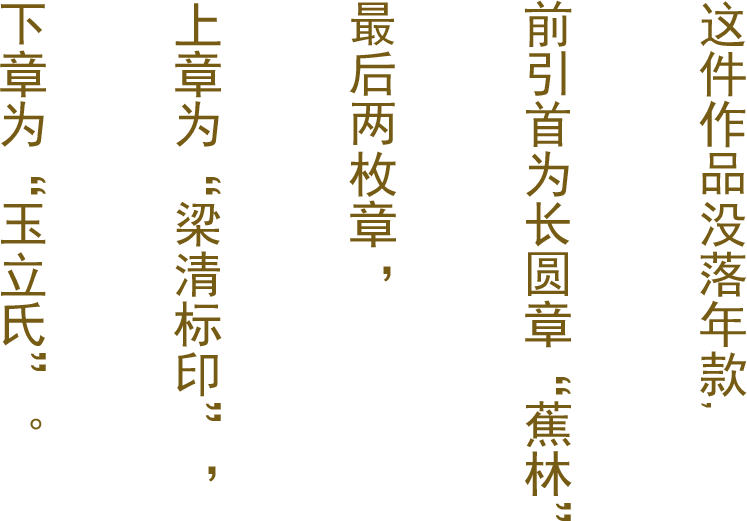 这件作品没落年款，
前引首为长圆章“蕉林”
最后两枚章，
上章为“梁清标印”，
下章为“玉立氏”。